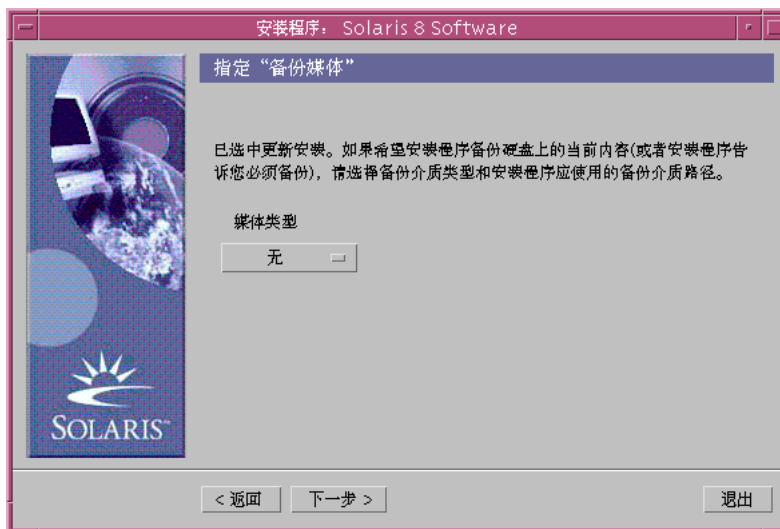 安装程序： Solaris 8 Software
指定“备份媒体”
已选中更新安装。如果希望安装程序备份硬盘上的当前内容(或者安装程序告
诉您必须备份)，请选择备份介质类型和安装程序应使用的备份介质路径。
媒体类型
无
SOLARIS™
< 返回
下一步 >
退出